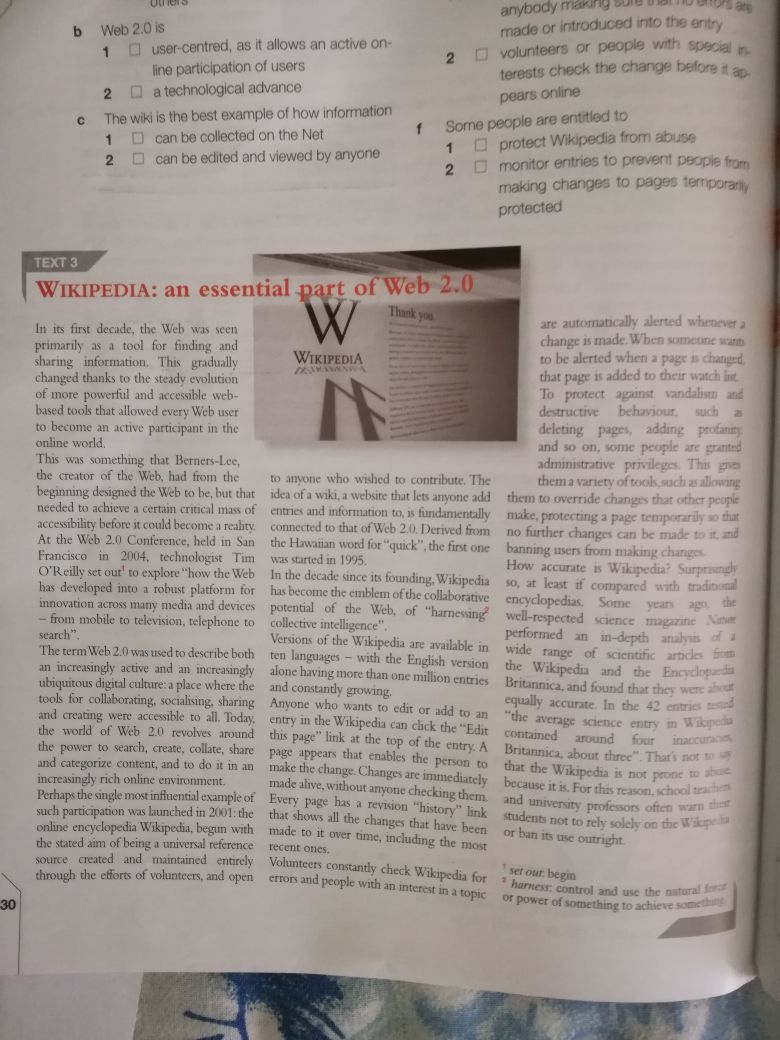 others
b Web 2.0 is
1 □ user-centred, as it allows an active on-
line participation of users
2 □ a technological advance
c The wiki is the best example of how information
1 □ can be collected on the Net
2 □ can be edited and viewed by anyone
anybody making sure that no errors are
made or introduced into the entry
2 □ volunteers or people with special in-
terests check the change before it ap-
pears online
f Some people are entitled to
1 □ protect Wikipedia from abuse
2 □ monitor entries to prevent people from
making changes to pages temporarily
protected
TEXT 3
WIKIPEDIA: an essential part of Web 2.0
In its first decade, the Web was seen
primarily as a tool for finding and
sharing information. This gradually
changed thanks to the steady evolution
of more powerful and accessible web-
based tools that allowed every Web user
to become an active participant in the
online world.
This was something that Berners-Lee,
the creator of the Web, had from the
beginning designed the Web to be, but that
needed to achieve a certain critical mass of
accessibility before it could become a reality.
At the Web 2.0 Conference, held in San
Francisco in 2004, technologist Tim
O'Reilly set out¹ to explore "how the Web
has developed into a robust platform for
innovation across many media and devices
– from mobile to television, telephone to
search".
The term Web 2.0 was used to describe both
an increasingly active and an increasingly
ubiquitous digital culture: a place where the
tools for collaborating, socialising, sharing
and creating were accessible to all. Today,
the world of Web 2.0 revolves around
the power to search, create, collate, share
and categorize content, and to do it in an
increasingly rich online environment.
Perhaps the single most influential example of
such participation was launched in 2001: the
online encyclopedia Wikipedia, begun with
the stated aim of being a universal reference
source created and maintained entirely
through the efforts of volunteers, and open
W
WIKIPEDIA
Thank you
to anyone who wished to contribute. The
idea of a wiki, a website that lets anyone add
entries and information to, is fundamentally
connected to that of Web 2.0. Derived from
the Hawaiian word for "quick", the first one
was started in 1995.
In the decade since its founding, Wikipedia
has become the emblem of the collaborative
potential of the Web, of "harnessing²
collective intelligence".
Versions of the Wikipedia are available in
ten languages – with the English version
alone having more than one million entries
and constantly growing.
Anyone who wants to edit or add to an
entry in the Wikipedia can click the "Edit
this page" link at the top of the entry. A
page appears that enables the person to
make the change. Changes are immediately
made alive, without anyone checking them.
Every page has a revision "history" link
that shows all the changes that have been
made to it over time, including the most
recent ones.
Volunteers constantly check Wikipedia for
errors and people with an interest in a topic
are automatically alerted whenever a
change is made. When someone wants
to be alerted when a page is changed,
that page is added to their watch list.
To protect against vandalism and
destructive behaviour, such as
deleting pages, adding profanity,
and so on, some people are granted
administrative privileges. This gives
them a variety of tools, such as allowing
them to override changes that other people
make, protecting a page temporarily so that
no further changes can be made to it, and
banning users from making changes.
How accurate is Wikipedia? Surprisingly
so, at least if compared with traditional
encyclopedias. Some years ago, the
well-respected science magazine Nature
performed an in-depth analysis of a
wide range of scientific articles from
the Wikipedia and the Encyclopaedia
Britannica, and found that they were about
equally accurate. In the 42 entries tested
"the average science entry in Wikipedia
contained around four inaccuracies,
Britannica, about three". That's not to say
that the Wikipedia is not prone to abuse,
because it is. For this reason, school teachers
and university professors often warn their
students not to rely solely on the Wikipedia
or ban its use outright.
¹ set out: begin
² harness: control and use the natural force
or power of something to achieve something.
30